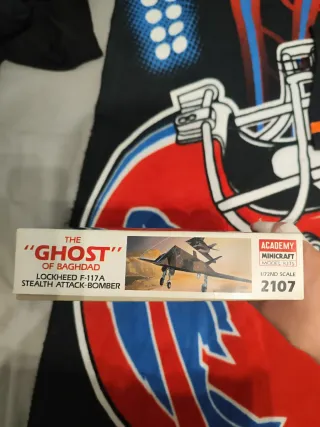 THE
"GHOST"
OF BAGHDAD
LOCKHEED F-117A
STEALTH ATTACK-BOMBER
ACADEMY
MINICRAFT
MODEL KITS
1/72ND SCALE
2107